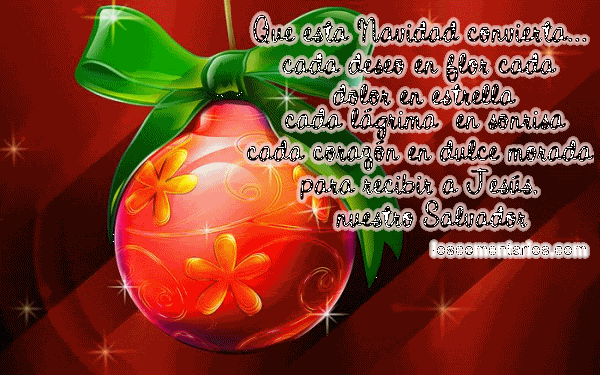 Que esta Navidad convierta...
cada deseo en flor cada
dolor en estrella
cada lágrima en sonrisa
cada corazón en dulce morada
para recibir a Jesús,
nuestro Salvador
loscomentarios.com